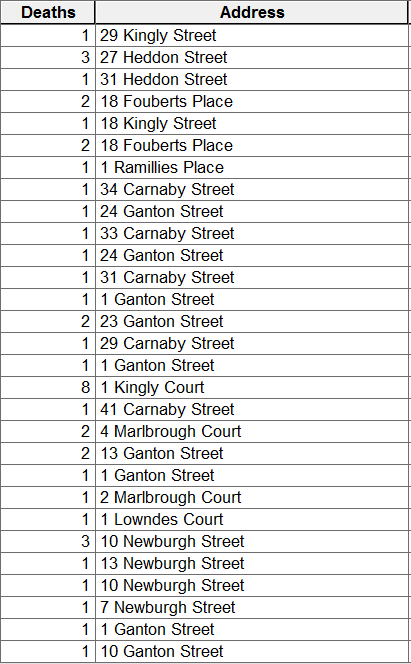 Deaths Address
1 29 Kingly Street
3 27 Heddon Street
1 31 Heddon Street
2 18 Fouberts Place
1 18 Kingly Street
2 18 Fouberts Place
1 1 Ramillies Place
1 34 Carnaby Street
1 24 Ganton Street
1 33 Carnaby Street
1 24 Ganton Street
1 31 Carnaby Street
1 1 Ganton Street
2 23 Ganton Street
1 29 Carnaby Street
1 1 Ganton Street
8 1 Kingly Court
1 41 Carnaby Street
2 4 Marlbrough Court
2 13 Ganton Street
1 1 Ganton Street
1 2 Marlbrough Court
1 1 Lowndes Court
3 10 Newburgh Street
1 13 Newburgh Street
1 10 Newburgh Street
1 7 Newburgh Street
1 1 Ganton Street
1 10 Ganton Street